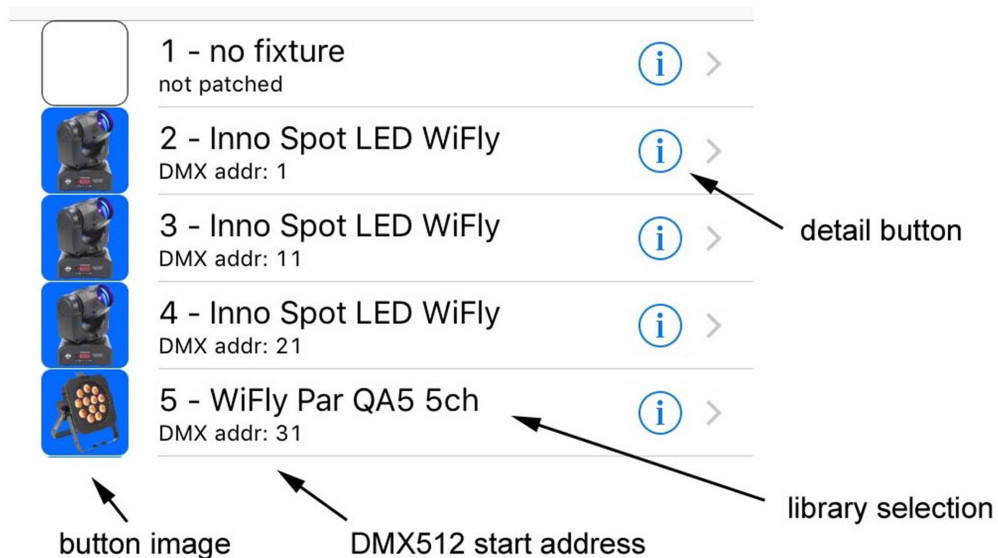 1 - no fixture
not patched
2 - Inno Spot LED WiFly
DMX addr: 1
detail button
3 - Inno Spot LED WiFly
DMX addr: 11
4 - Inno Spot LED WiFly
DMX addr: 21
5 - WiFly Par QA5 5ch
DMX addr: 31
library selection
button image
DMX512 start address